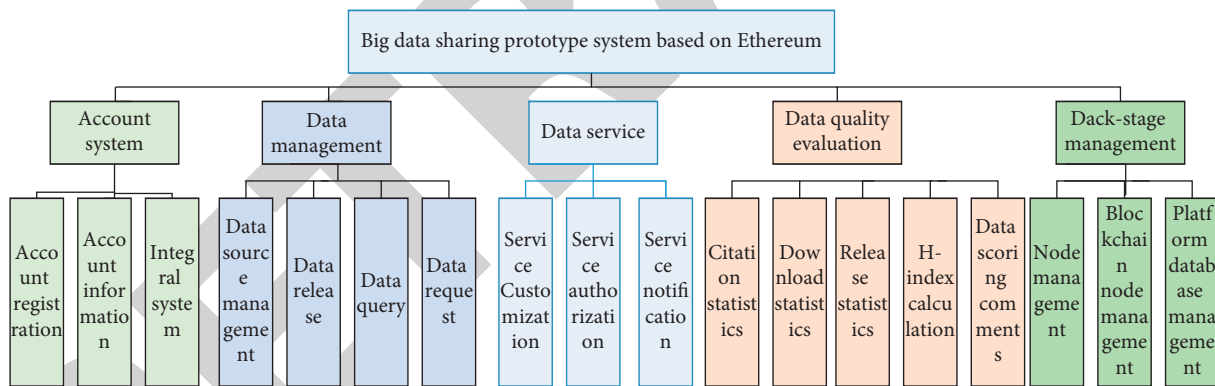 Big data sharing prototype system based on Ethereum
Account
system
Data
management
Data service
Data quality
evaluation
Dack-stage
management
Acco
unt
regist
ration
Acco
unt
infor
matio
n
Integ
ral
syste
m
Data
sourc
e
mana
geme
nt
Data
relea
se
Data
query
Data
reque
st
Servi
ce
Custo
mizat
ion
Servi
ce
autho
rizati
on
Servi
ce
notifi
catio
n
Citati
on
statist
ics
Dow
nload
statist
ics
Relea
se
statist
ics
H-
index
calcu
lation
Data
scori
ng
com
ment
s
Node
mana
geme
nt
Bloc
kchai
n
node
mana
geme
nt
Platf
orm
datab
ase
mana
geme
nt